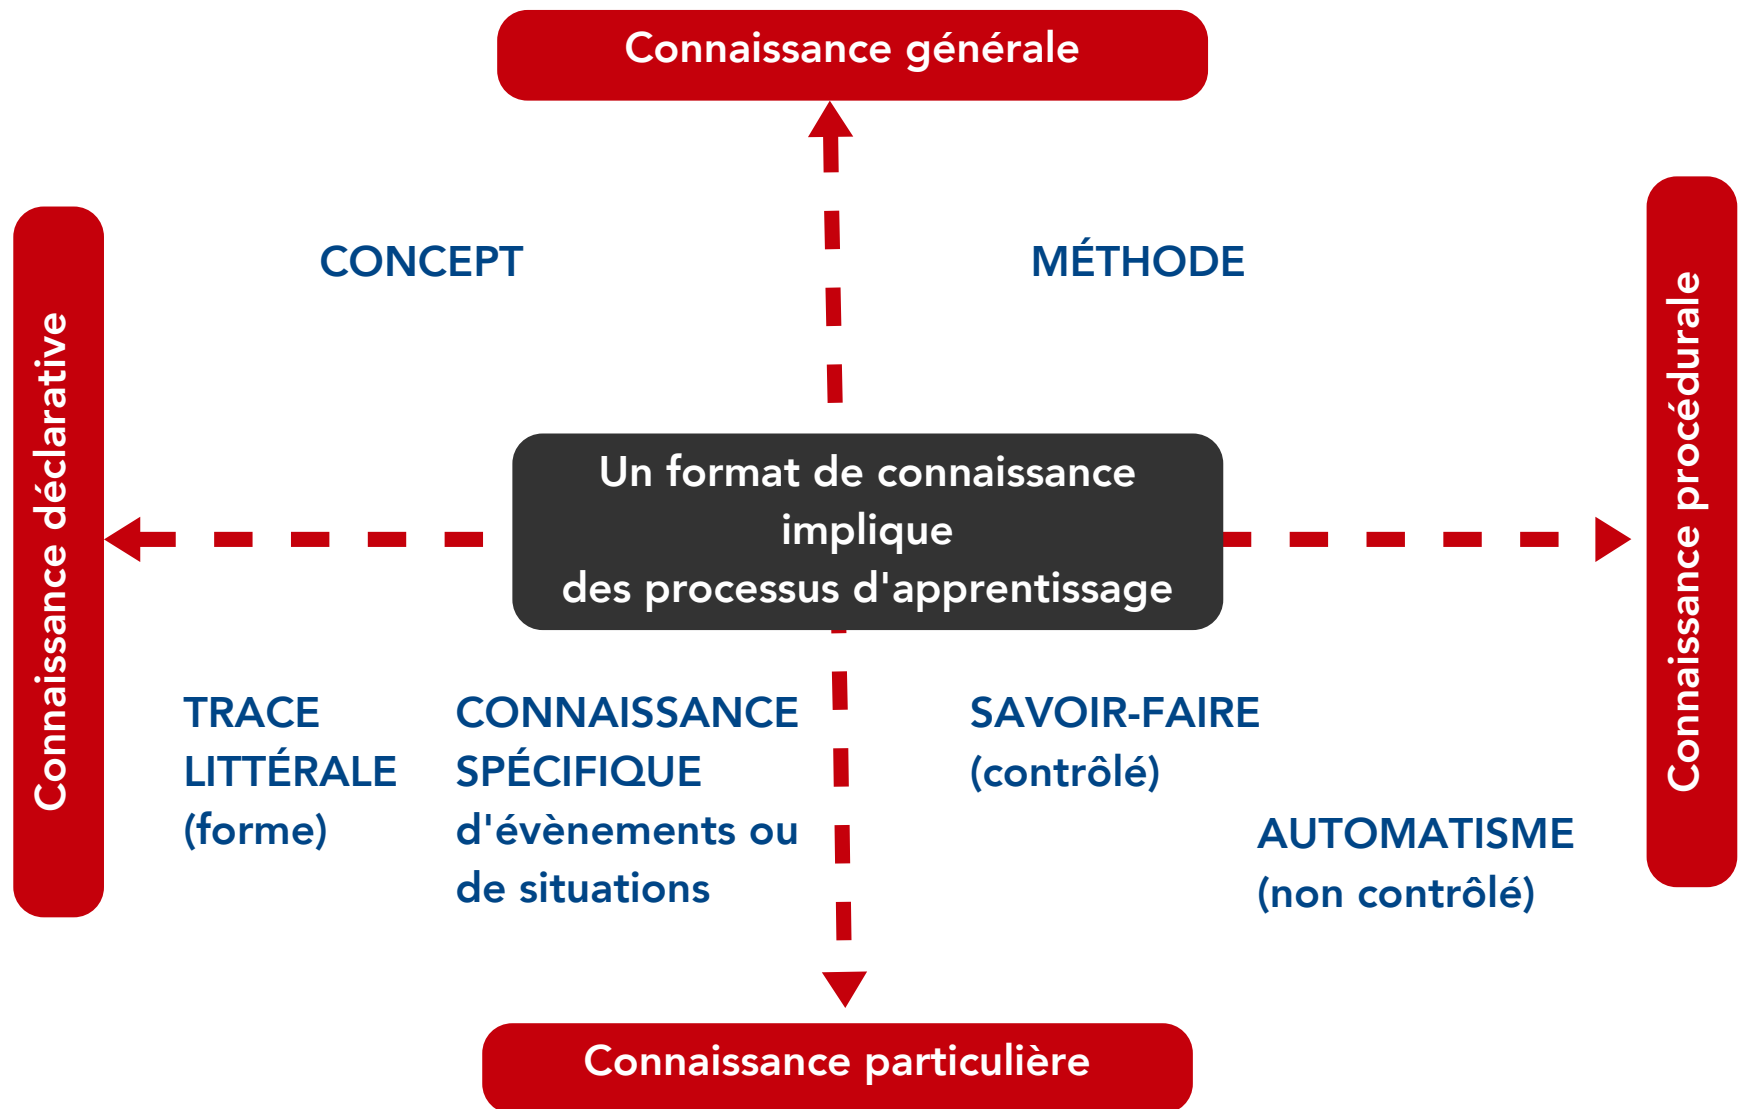 Connaissance générale
CONCEPT
MÉTHODE
Connaissance déclarative
Un format de connaissance
implique
des processus d'apprentissage
Connaissance procédurale
TRACE
LITTÉRALE
(forme)
CONNAISSANCE
SPÉCIFIQUE
d'évènements ou
de situations
SAVOIR-FAIRE
(contrôlé)
AUTOMATISME
(non contrôlé)
Connaissance particulière